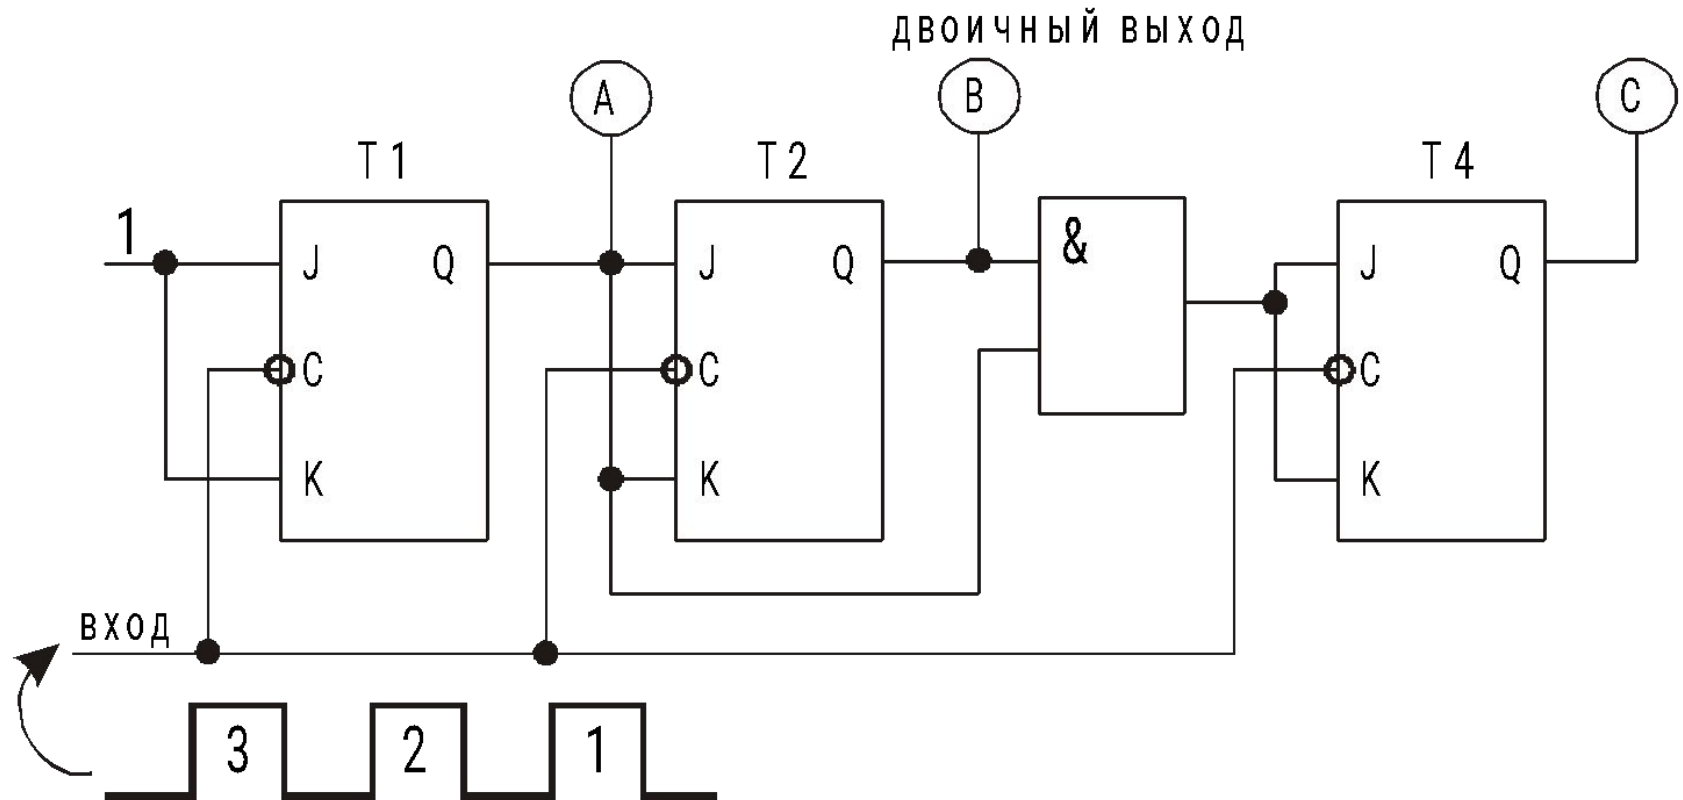 ДВОИЧНЫЙ ВЫХОД
A B C
T1 T2 T4
1
J Q J Q & J Q
C C C
K K K
ВХОД
3 2 1